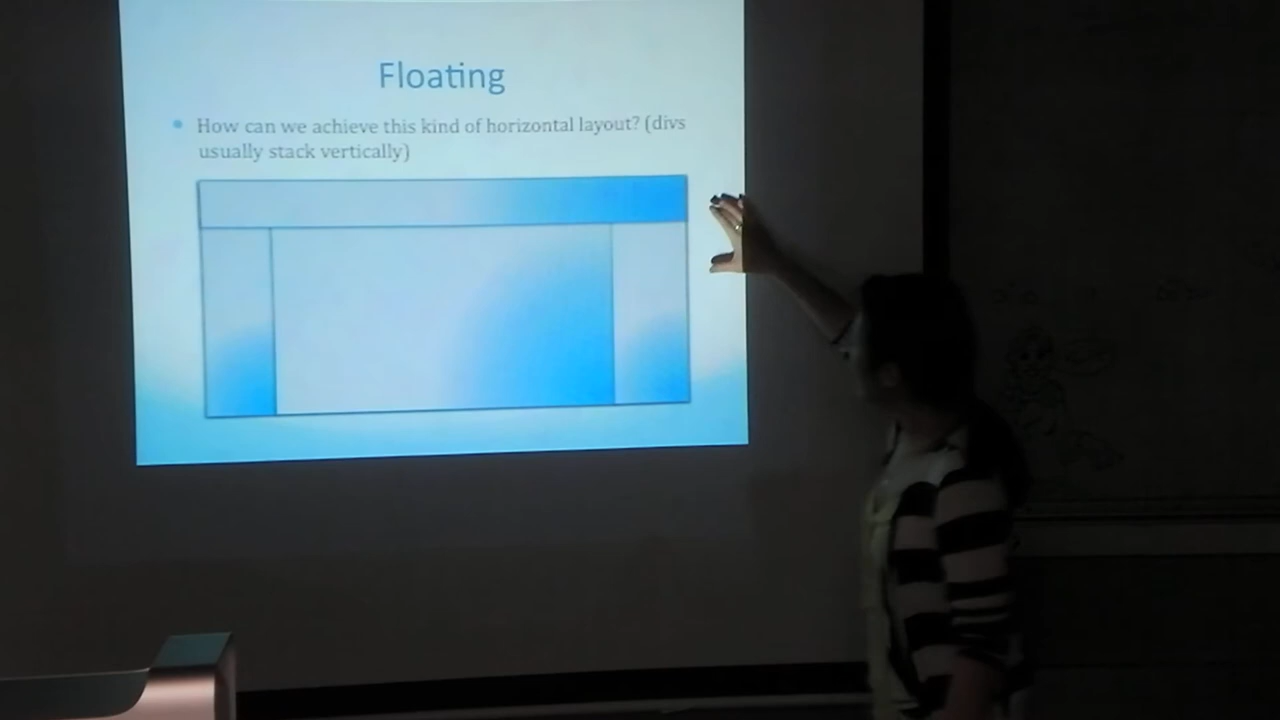 Floating
How can we achieve this kind of horizontal layout? (divs
usually stack vertically)